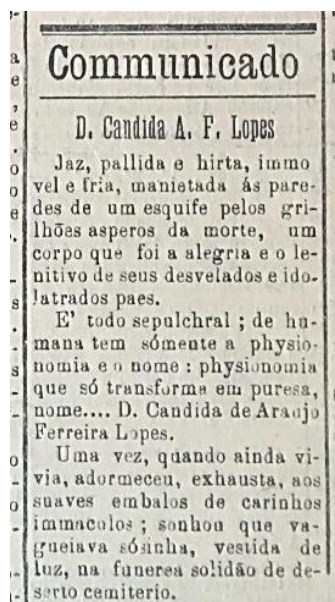 Communicado
D. Candida A. F. Lopes
Jaz, pallida e hirta, immo
vel e fria, manietada ás pare-
des de um esquife pelos gri-
lhões asperos da morte, um
corpo que foi a alegria e o le-
nitivo de seus desvelados e ido-
latrados paes.
E' todo sepulchral ; de hu-
mana tem sómente a physio-
nomia e o nome : physionomia
que só transforma em puresa,
nome.... D. Candida de Araujo
Ferreira Lopes.
Uma vez, quando ainda vi-
via, adormeceu, exhausta, aos
suaves embalos de carinhos
immaculos ; sonhou que va-
gueiava sósinha, vestida de
luz, na funerea solidão de de-
serto cemiterio.